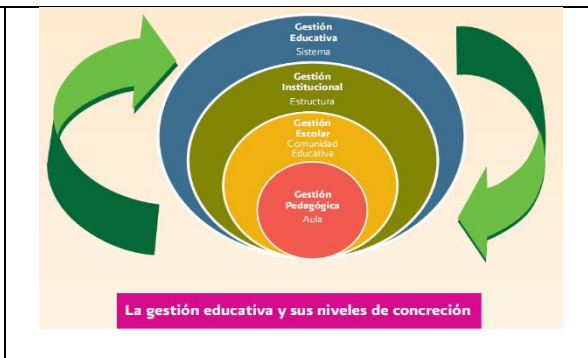 Gestión
Educativa
Sistema
Gestión
Institucional
Estructura
Gestión
Escolar
Comunidad
Educativa
Gestión
Pedagógica
Aula
La gestión educativa y sus niveles de concreción